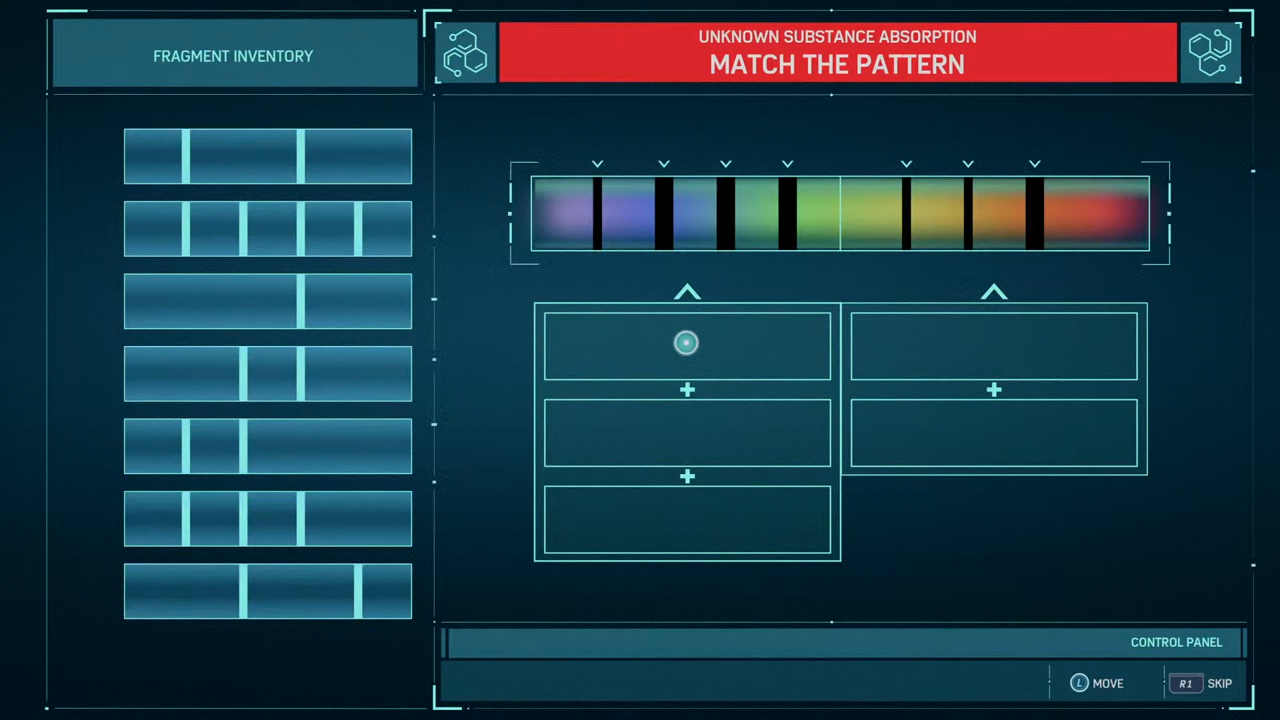 FRAGMENT INVENTORY
UNKNOWN SUBSTANCE ABSORPTION
MATCH THE PATTERN
CONTROL PANEL
L MOVE
R1 SKIP